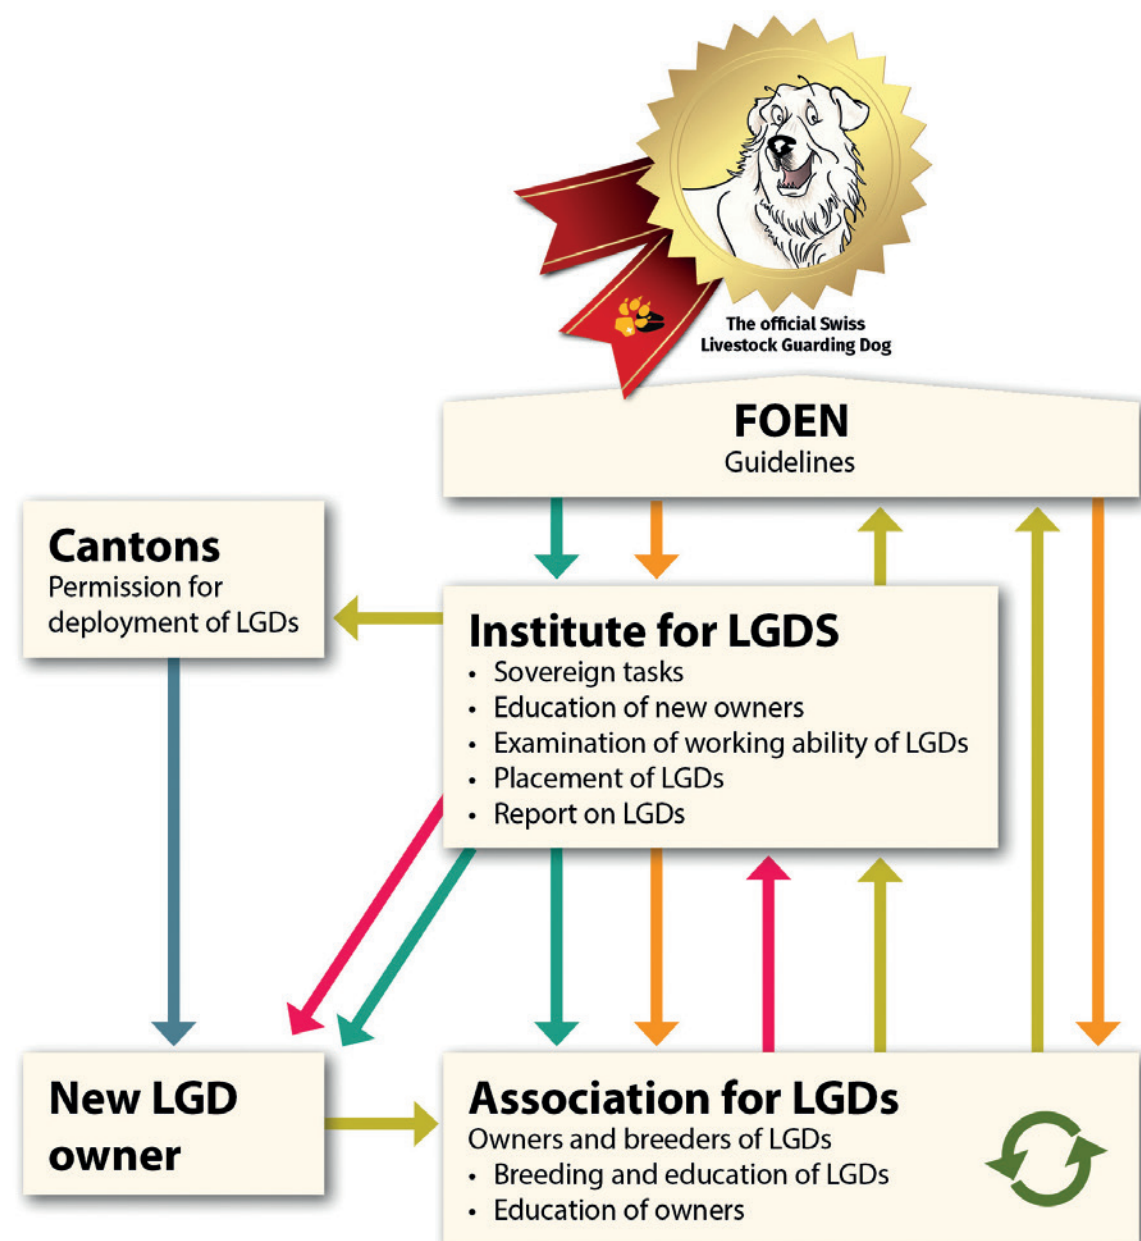 The official Swiss
Livestock Guarding Dog
FOEN
Guidelines
Cantons
Permission for
deployment of LGDs
Institute for LGDS
• Sovereign tasks
• Education of new owners
• Examination of working ability of LGDs
• Placement of LGDs
• Report on LGDs
New LGD
owner
Association for LGDs
Owners and breeders of LGDs
• Breeding and education of LGDs
• Education of owners